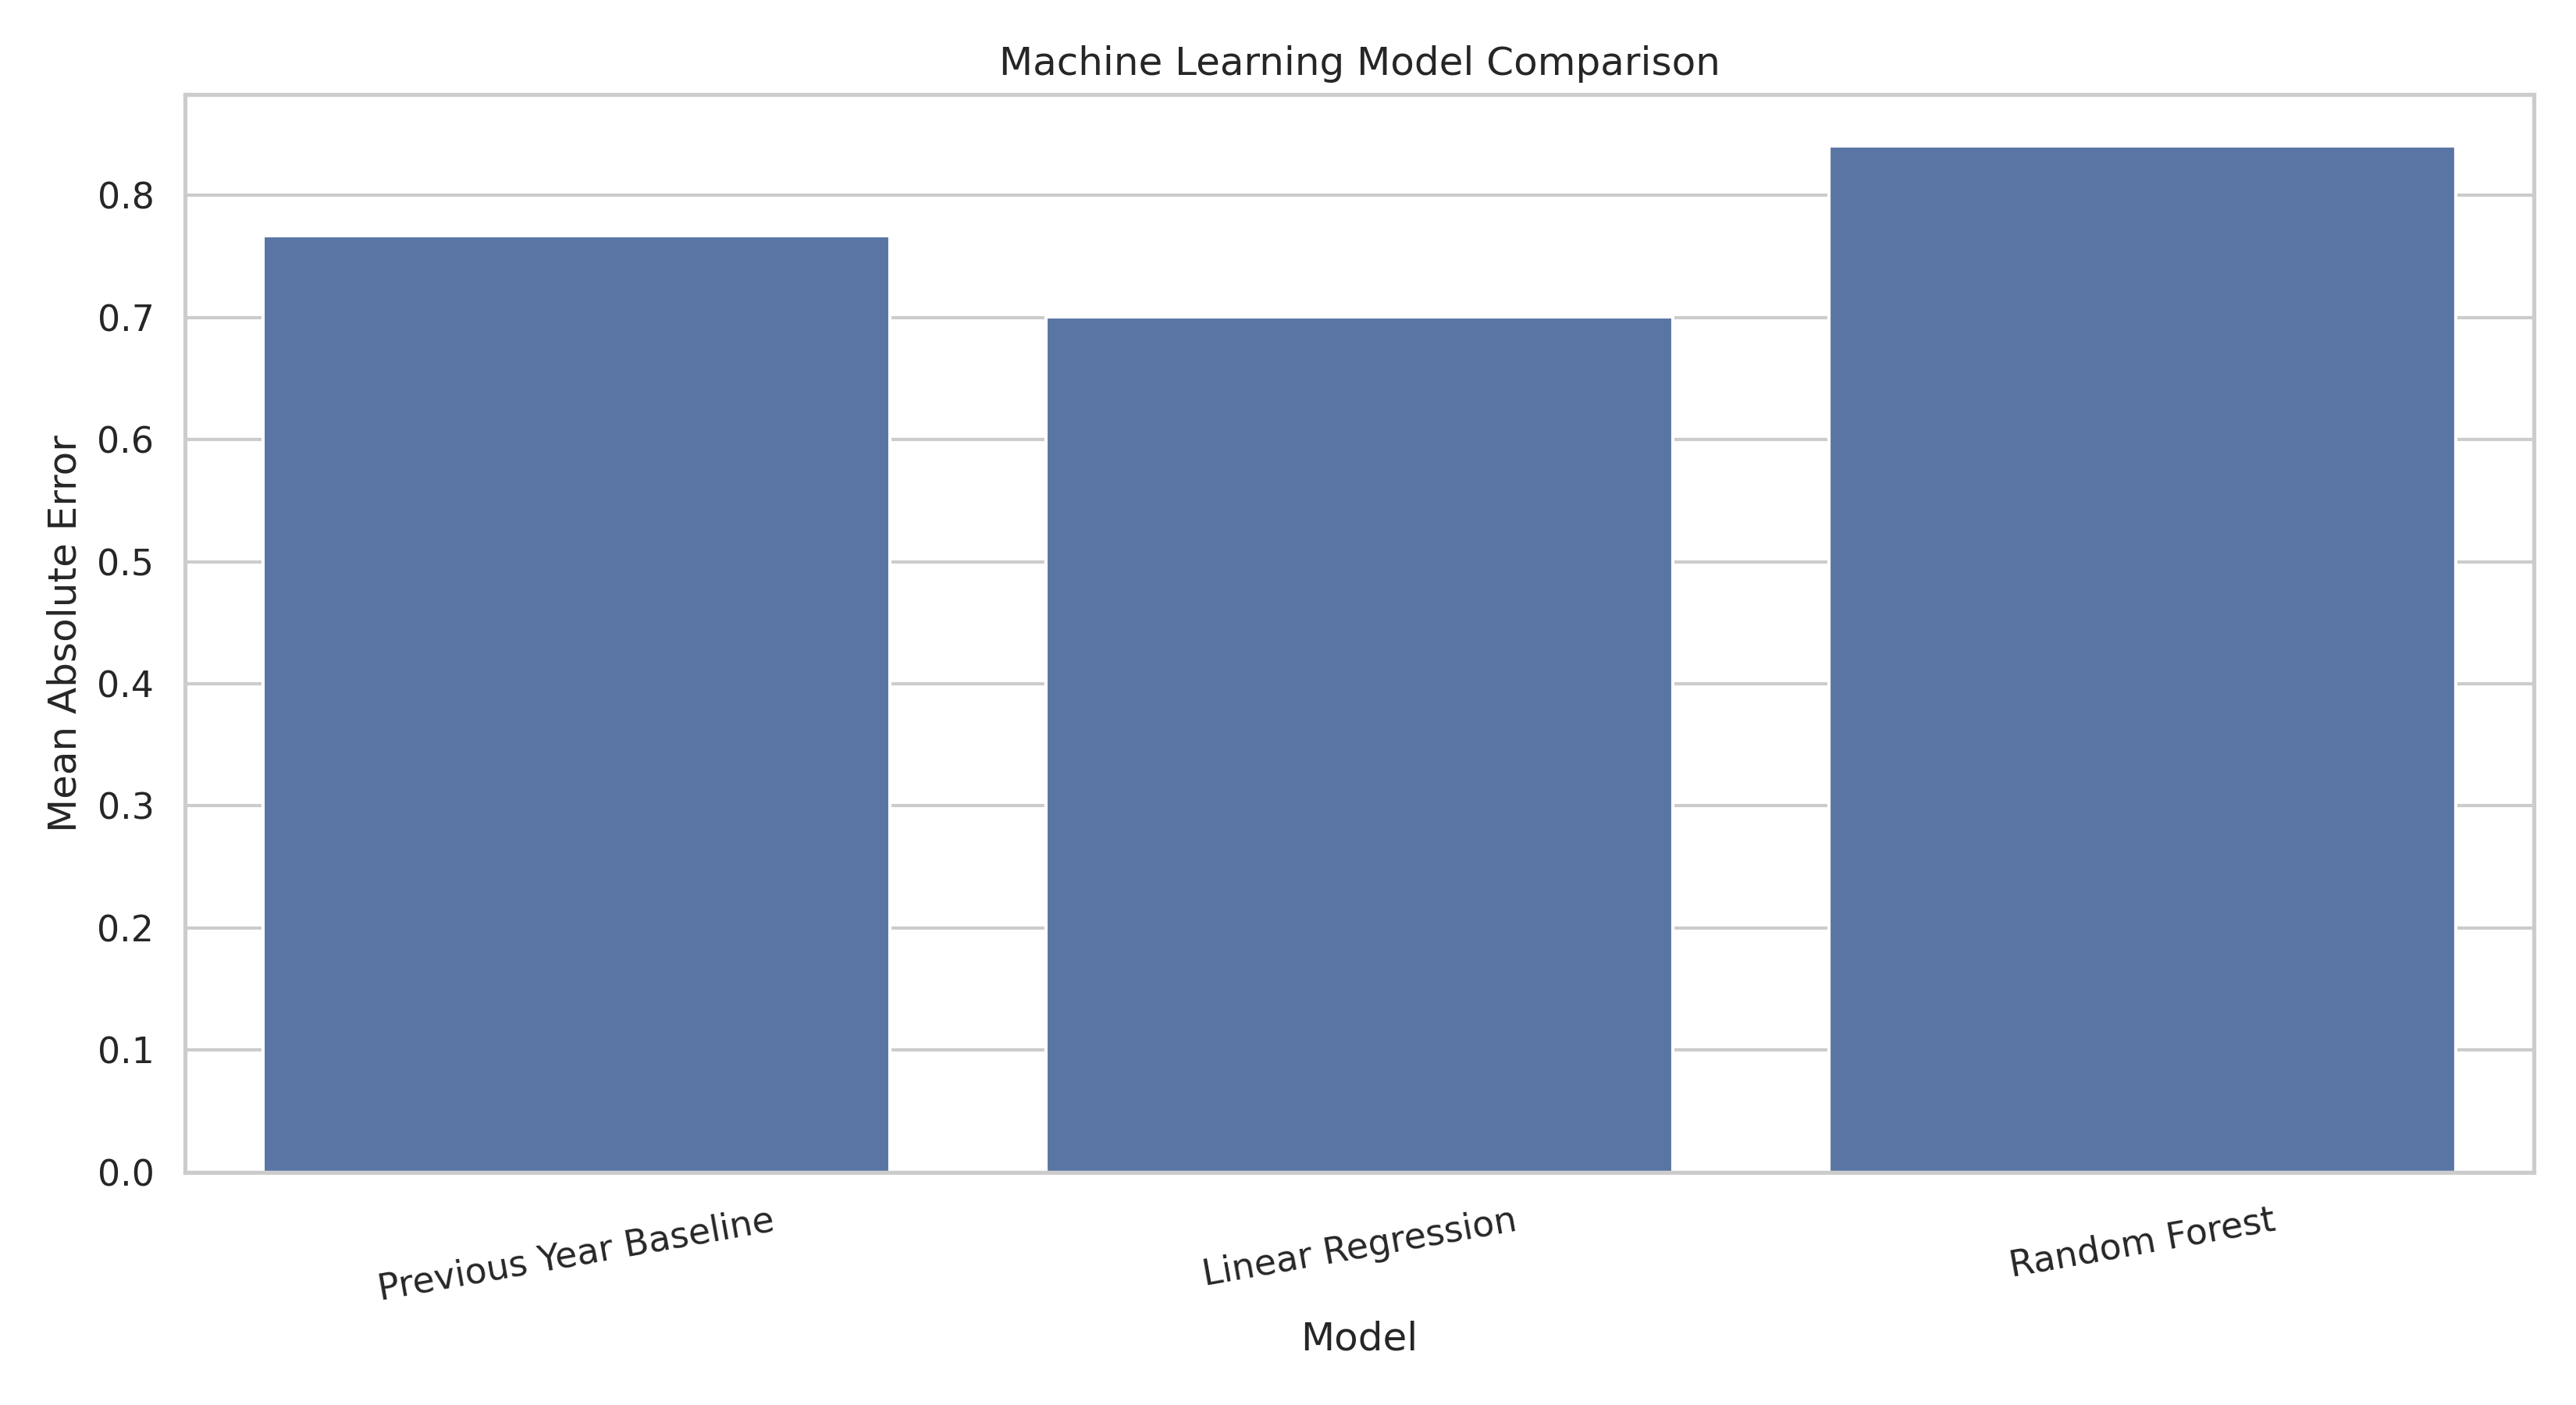 Machine Learning Model Comparison
Mean Absolute Error
0.8
0.7
0.6
0.5
0.4
0.3
0.2
0.1
0.0
Previous Year Baseline
Linear Regression
Random Forest
Model